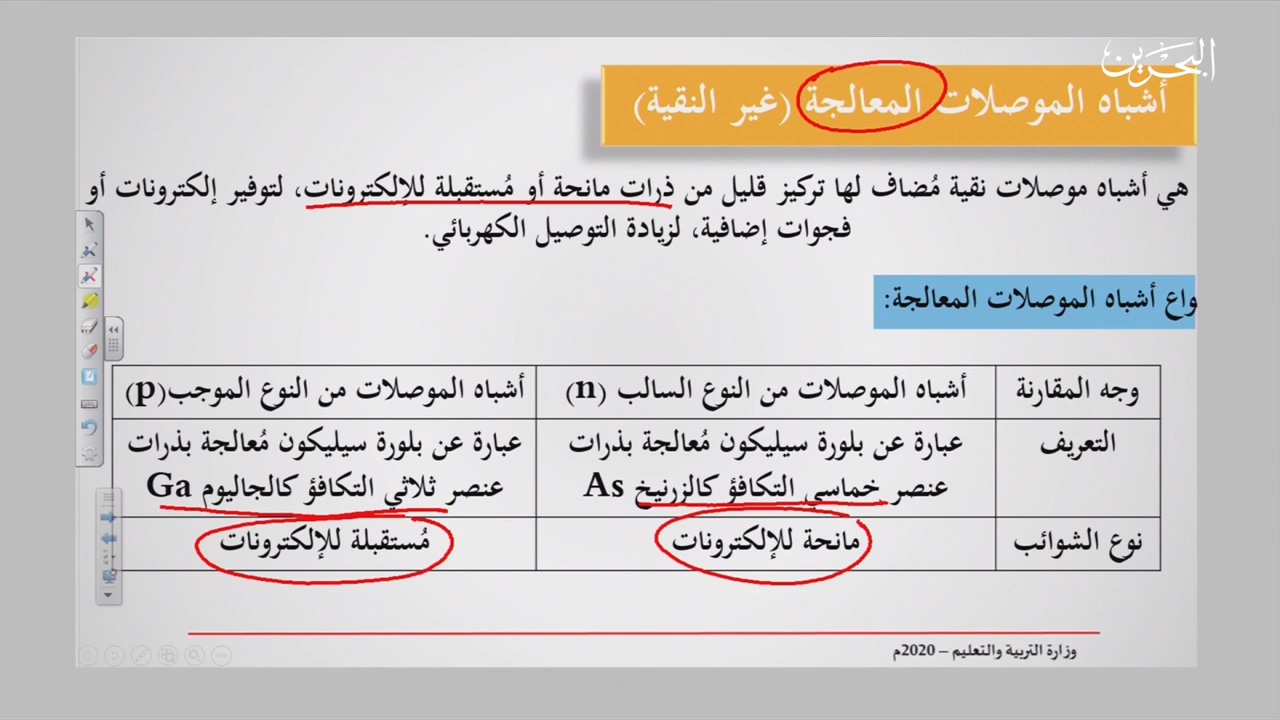 البحرين
أشباه الموصلات المعالجة (غير النقية)
هي أشباه موصلات نقية مُضاف لها تركيز قليل من ذرات مانحة أو مُستقبلة للإلكترونات، لتوفير إلكترونات أو
فجوات إضافية، لزيادة التوصيل الكهربائي.
واع أشباه الموصلات المعالجة:
وجه المقارنة
أشباه الموصلات من النوع السالب (n)
أشباه الموصلات من النوع الموجب(p)
التعريف
عبارة عن بلورة سيليكون مُعالجة بذرات
عنصر خماسي التكافؤ كالزرنيخ As
عبارة عن بلورة سيليكون مُعالجة بذرات
عنصر ثلاثي التكافؤ كالجاليوم Ga
نوع الشوائب
مانحة للإلكترونات
مُستقبلة للإلكترونات
وزارة التربية والتعليم – 2020م